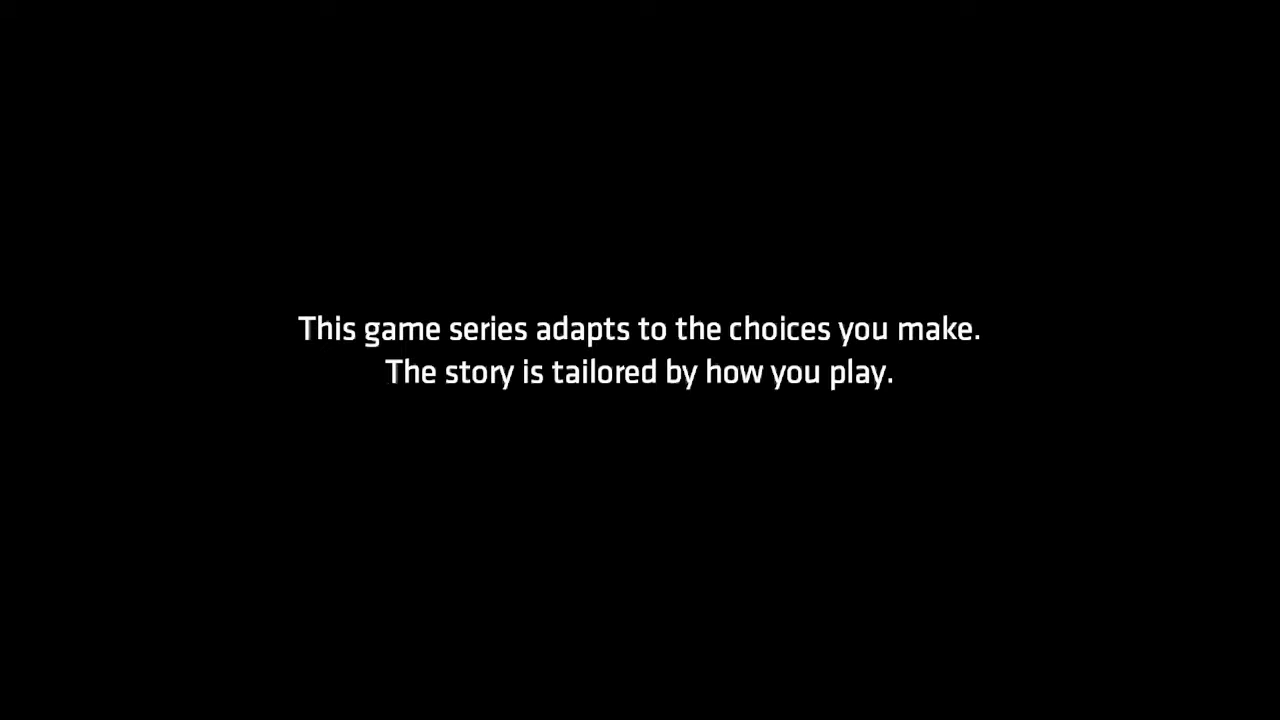 This game series adapts to the choices you make.
The story is tailored by how you play.